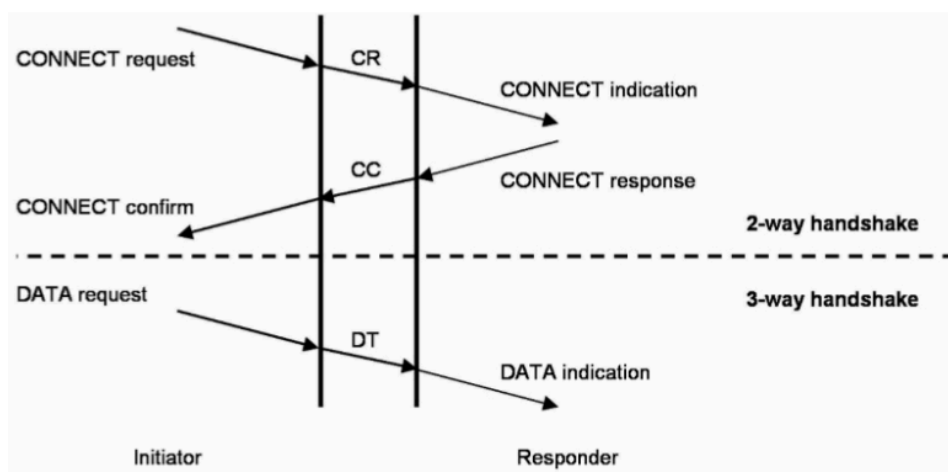 CONNECT request
CR
CONNECT indication
CC
CONNECT response
CONNECT confirm
2-way handshake
DATA request
3-way handshake
DT
DATA indication
Initiator
Responder